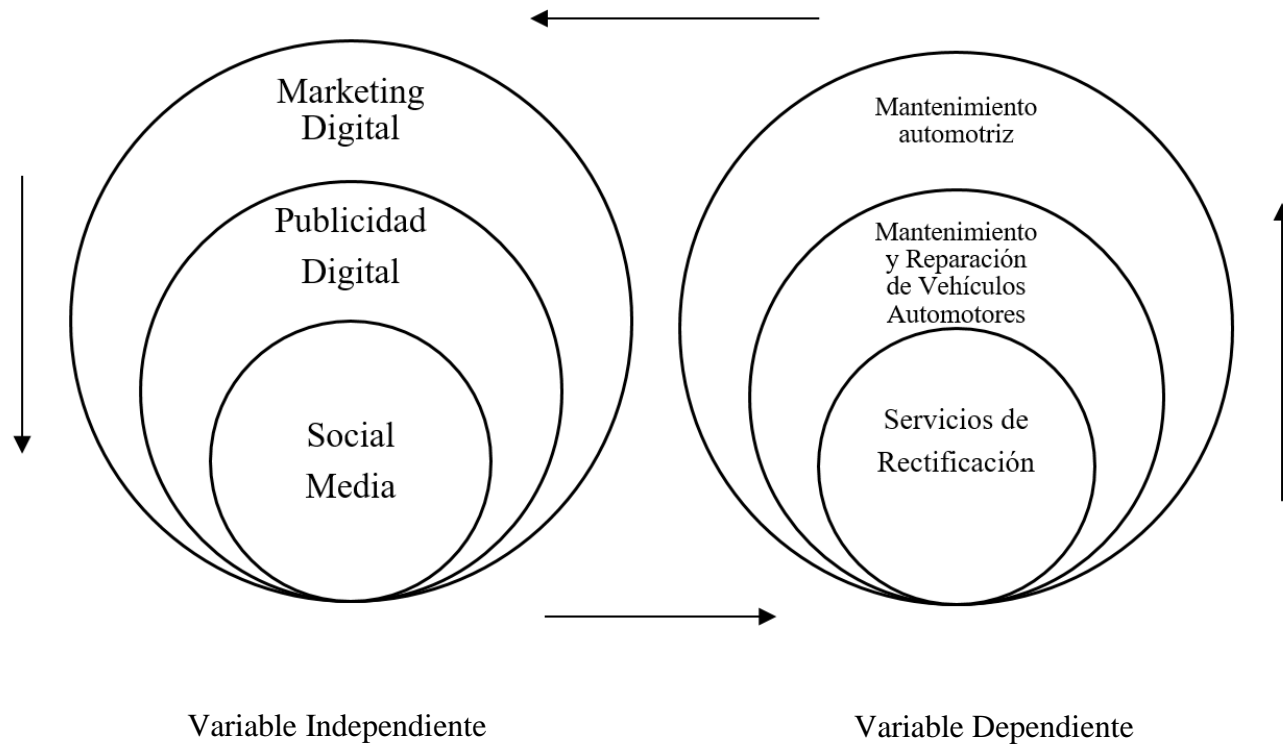 Marketing
Digital
Publicidad
Digital
Social
Media
Variable Independiente
Mantenimiento
automotriz
Mantenimiento
y Reparación
de Vehículos
Automotores
Servicios de
Rectificación
Variable Dependiente